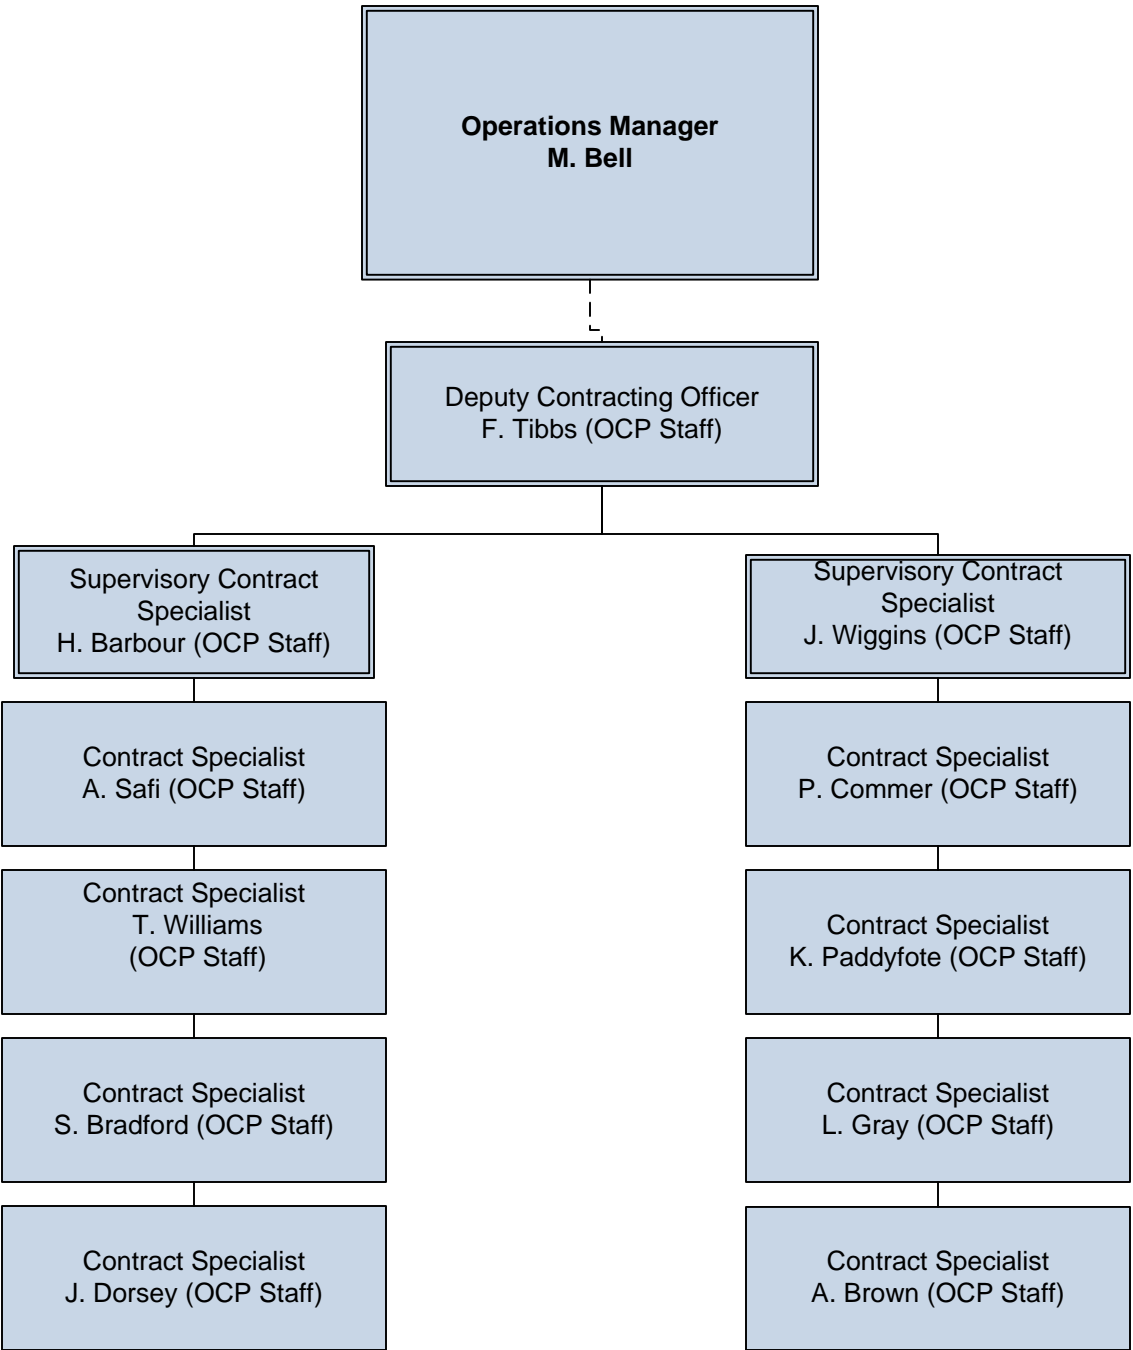 Operations Manager
M. Bell
Deputy Contracting Officer
F. Tibbs (OCP Staff)
Supervisory Contract
Specialist
H. Barbour (OCP Staff)
Supervisory Contract
Specialist
J. Wiggins (OCP Staff)
Contract Specialist
A. Safi (OCP Staff)
Contract Specialist
P. Commer (OCP Staff)
Contract Specialist
T. Williams
(OCP Staff)
Contract Specialist
K. Paddyfote (OCP Staff)
Contract Specialist
S. Bradford (OCP Staff)
Contract Specialist
L. Gray (OCP Staff)
Contract Specialist
J. Dorsey (OCP Staff)
Contract Specialist
A. Brown (OCP Staff)